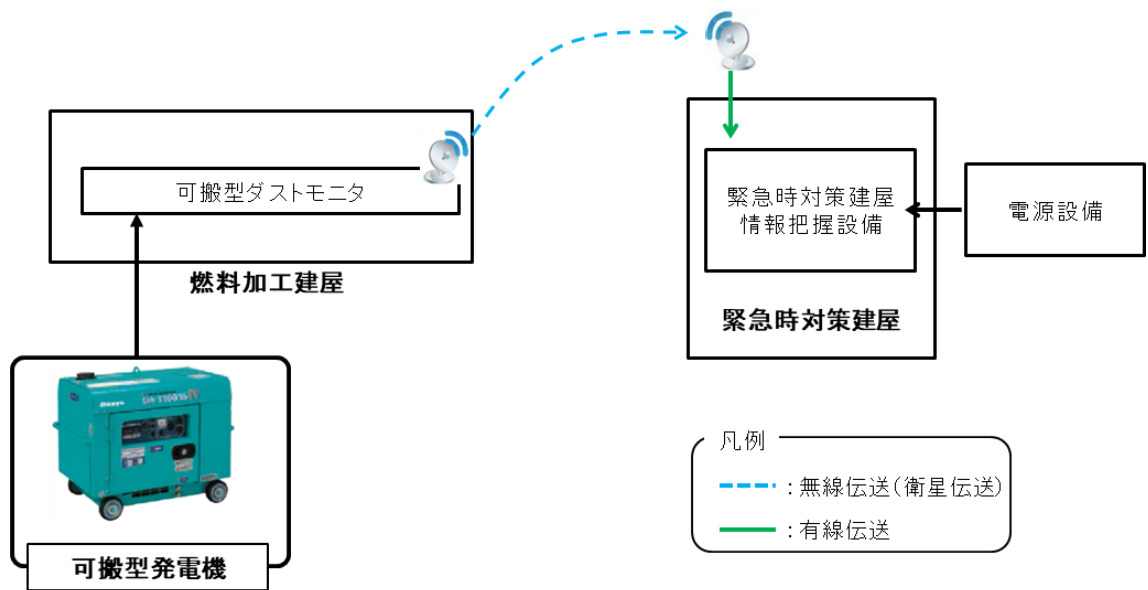 可搬型ダストモニタ
燃料加工建屋
緊急時対策建屋
情報把握設備
緊急時対策建屋
電源設備
Denyo
可搬型発電機
凡例
：無線伝送(衛星伝送)
：有線伝送